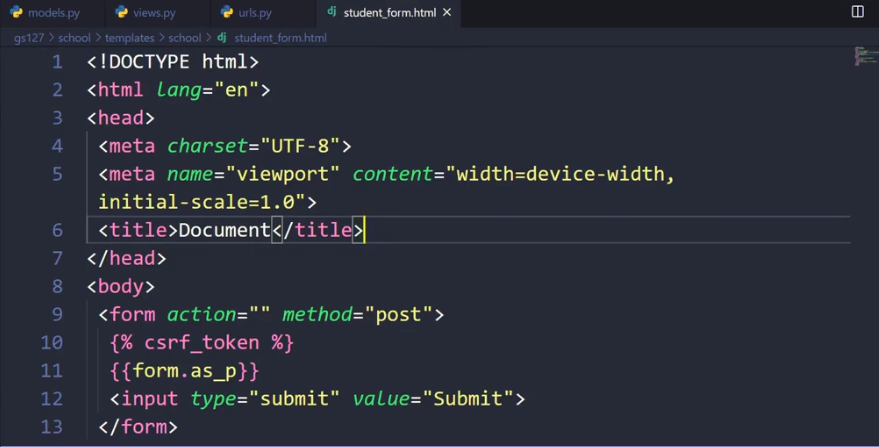 models.py views.py urls.py student_form.html ×
gs127 > school > templates > school > student_form.html
1 <!DOCTYPE html>
2 <html lang="en">
3 <head>
4 <meta charset="UTF-8">
5 <meta name="viewport" content="width=device-width,
initial-scale=1.0">
6 <title>Document</title>
7 </head>
8 <body>
9 <form action="" method="post">
10 {% csrf_token %}
11 {{form.as_p}}
12 <input type="submit" value="Submit">
13 </form>